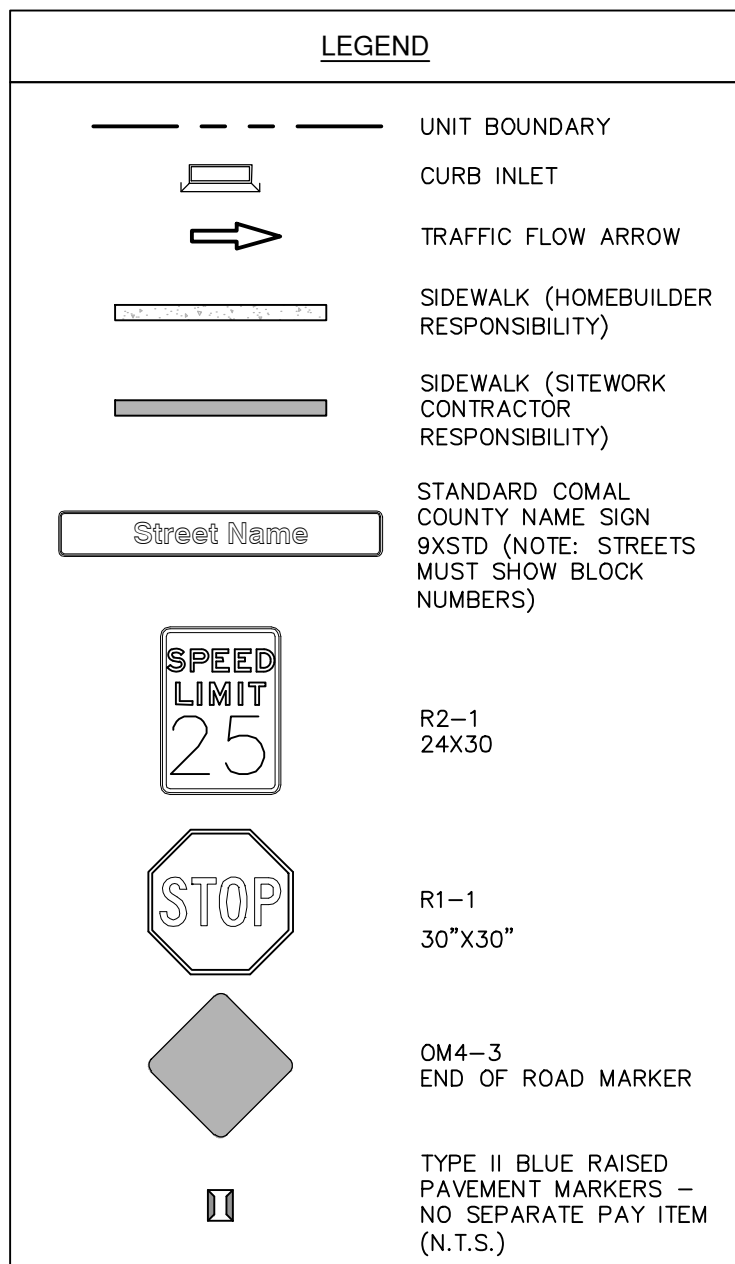 LEGEND
UNIT BOUNDARY
CURB INLET
TRAFFIC FLOW ARROW
SIDEWALK (HOMEBUILDER
RESPONSIBILITY)
SIDEWALK (SITEWORK
CONTRACTOR
RESPONSIBILITY)
Street Name
STANDARD COMAL
COUNTY NAME SIGN
9XSTD (NOTE: STREETS
MUST SHOW BLOCK
NUMBERS)
SPEED
LIMIT
25
R2-1
24X30
STOP
R1-1
30"X30"
OM4-3
END OF ROAD MARKER
TYPE II BLUE RAISED
PAVEMENT MARKERS –
NO SEPARATE PAY ITEM
(N.T.S.)